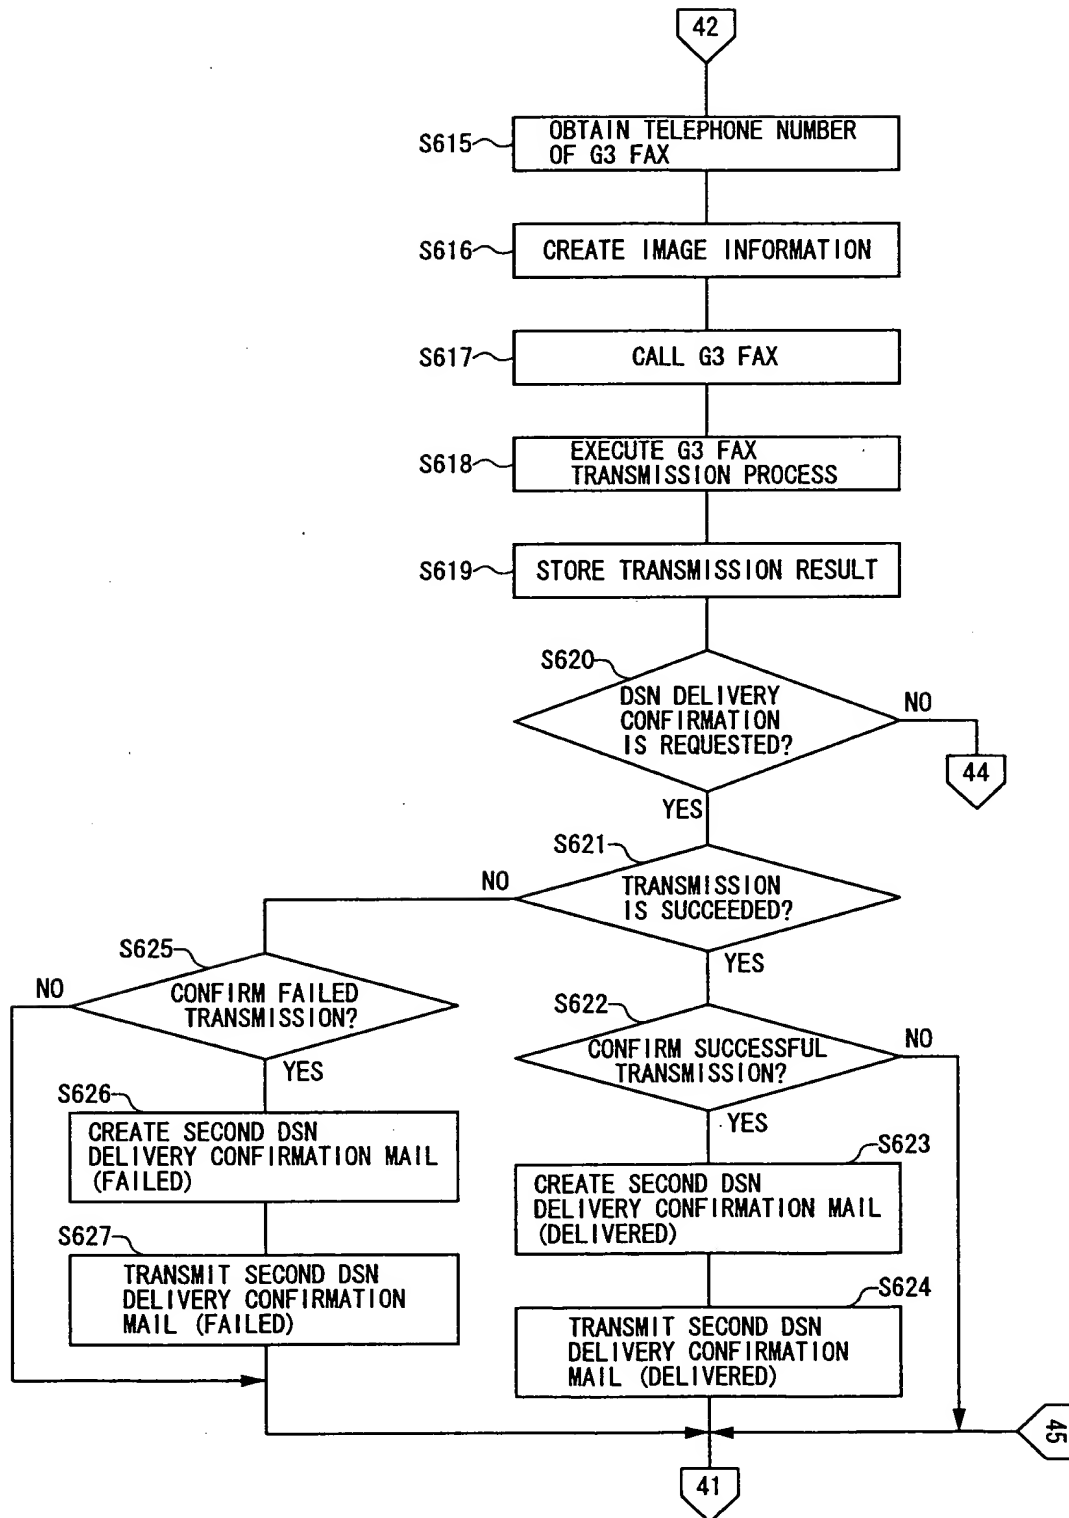 42
S615
OBTAIN TELEPHONE NUMBER
OF G3 FAX
S616
CREATE IMAGE INFORMATION
S617
CALL G3 FAX
S618
EXECUTE G3 FAX
TRANSMISSION PROCESS
S619
STORE TRANSMISSION RESULT
S620
DSN DELIVERY
CONFIRMATION
IS REQUESTED?
NO
44
YES
S621
TRANSMISSION
IS SUCCEEDED?
NO
YES
S625
CONFIRM FAILED
TRANSMISSION?
NO
YES
S622
CONFIRM SUCCESSFUL
TRANSMISSION?
NO
YES
S626
CREATE SECOND DSN
DELIVERY CONFIRMATION MAIL
(FAILED)
S623
CREATE SECOND DSN
DELIVERY CONFIRMATION MAIL
(DELIVERED)
S627
TRANSMIT SECOND DSN
DELIVERY CONFIRMATION
MAIL (FAILED)
S624
TRANSMIT SECOND DSN
DELIVERY CONFIRMATION
MAIL (DELIVERED)
45
41